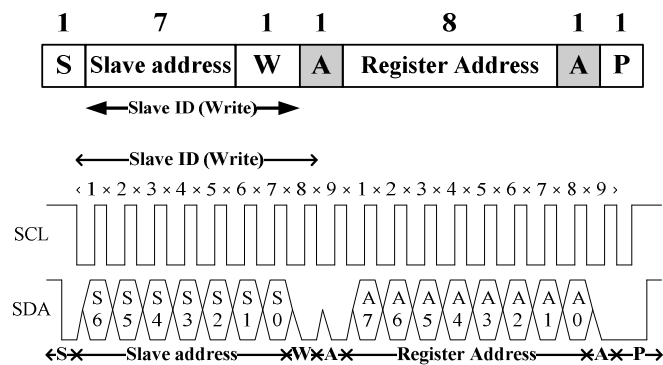 1 7 1 1 8 1 1
S Slave address W A Register Address A P
Slave ID (Write)
Slave ID (Write)
‹ 1 × 2 × 3 × 4 × 5 × 6 × 7 × 8 × 9 × 1 × 2 × 3 × 4 × 5 × 6 × 7 × 8 × 9 ›
SCL
SDA
S6 S5 S4 S3 S2 S1 S0 A7 A6 A5 A4 A3 A2 A1 A0
S Slave address W A Register Address A P